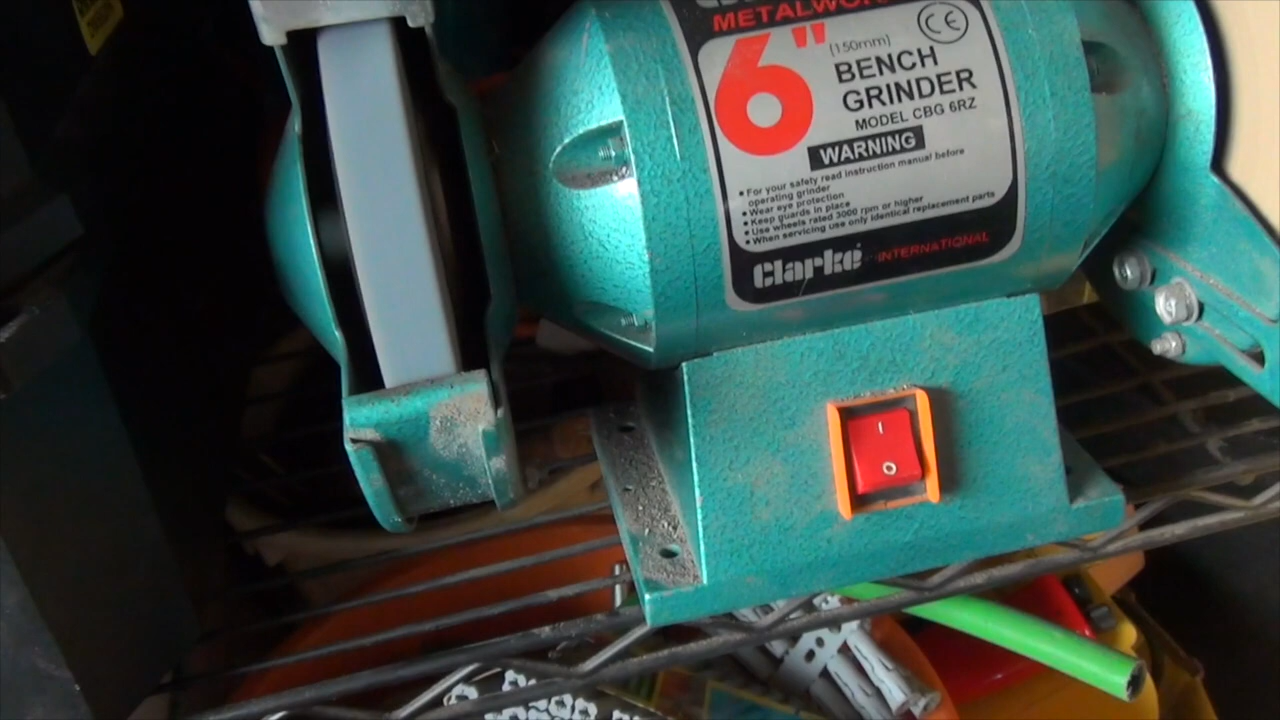 METALWOR
6" [150mm] CE
BENCH
GRINDER
MODEL CBG 6RZ
WARNING
• For your safety read instruction manual before
operating grinder
• Wear eye protection
• Keep guards in place
• Use wheels rated 3000 rpm or higher
• When servicing use only identical replacement parts
Clarke INTERNATIONAL
I
O